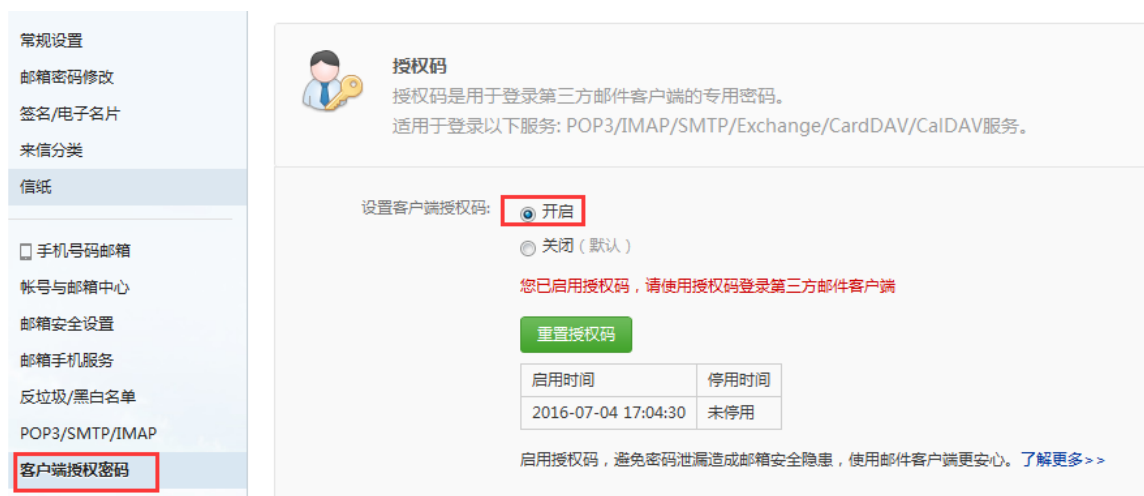 常规设置
邮箱密码修改
签名/电子名片
来信分类
信纸
手机号码邮箱
帐号与邮箱中心
邮箱安全设置
邮箱手机服务
反垃圾/黑白名单
POP3/SMTP/IMAP
客户端授权密码
授权码
授权码是用于登录第三方邮件客户端的专用密码。
适用于登录以下服务: POP3/IMAP/SMTP/Exchange/CardDAV/CalDAV服务。
设置客户端授权码: 开启
关闭（默认）
您已启用授权码，请使用授权码登录第三方邮件客户端
重置授权码
启用时间 停用时间
2016-07-04 17:04:30 未停用
启用授权码，避免密码泄漏造成邮箱安全隐患，使用邮件客户端更安心。了解更多>>